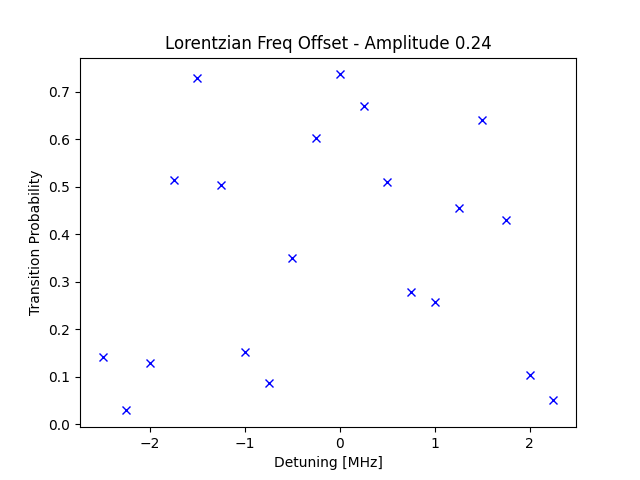 Lorentzian Freq Offset - Amplitude 0.24
Transition Probability
0.7
0.6
0.5
0.4
0.3
0.2
0.1
0.0
−2 −1 0 1 2
Detuning [MHz]